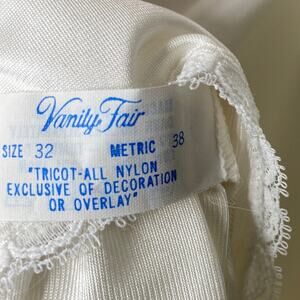 Vanity Fair
SIZE 32 METRIC 38
"TRICOT-ALL NYLON
EXCLUSIVE OF DECORATION
OR OVERLAY"